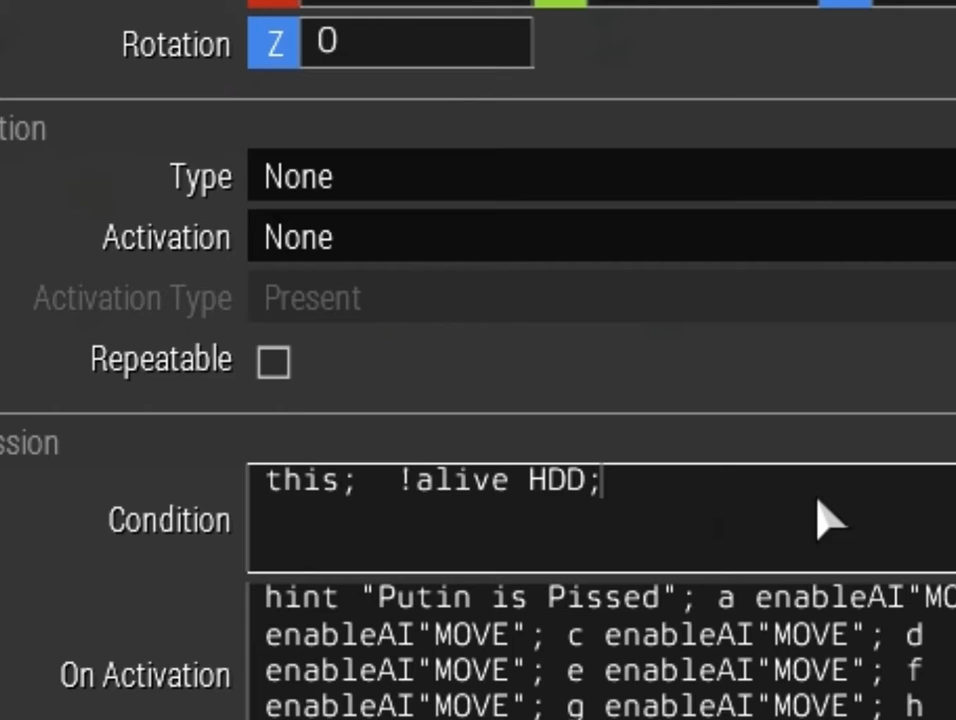 Rotation Z 0
tion
Type None
Activation None
Activation Type Present
Repeatable
ssion
Condition this;  !alive HDD;
hint "Putin is Pissed"; a enableAI"MO
enableAI"MOVE"; c enableAI"MOVE"; d
On Activation
enableAI"MOVE"; e enableAI"MOVE"; f
enableAI"MOVE"; g enableAI"MOVE"; h